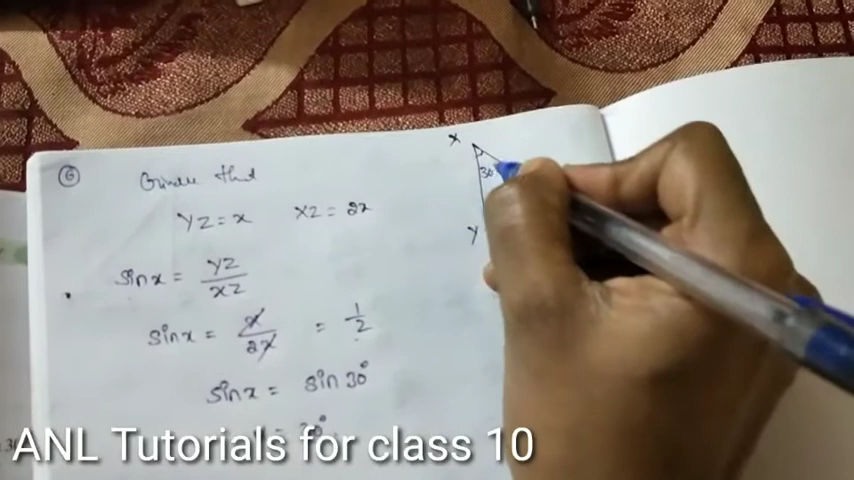 6 Given that
YZ = x XZ = 2x
Sin x = YZ / XZ
Sin x = x / 2x = 1 / 2
Sin x = Sin 30°
= 30°
X
30
Y
ANL Tutorials for class 10